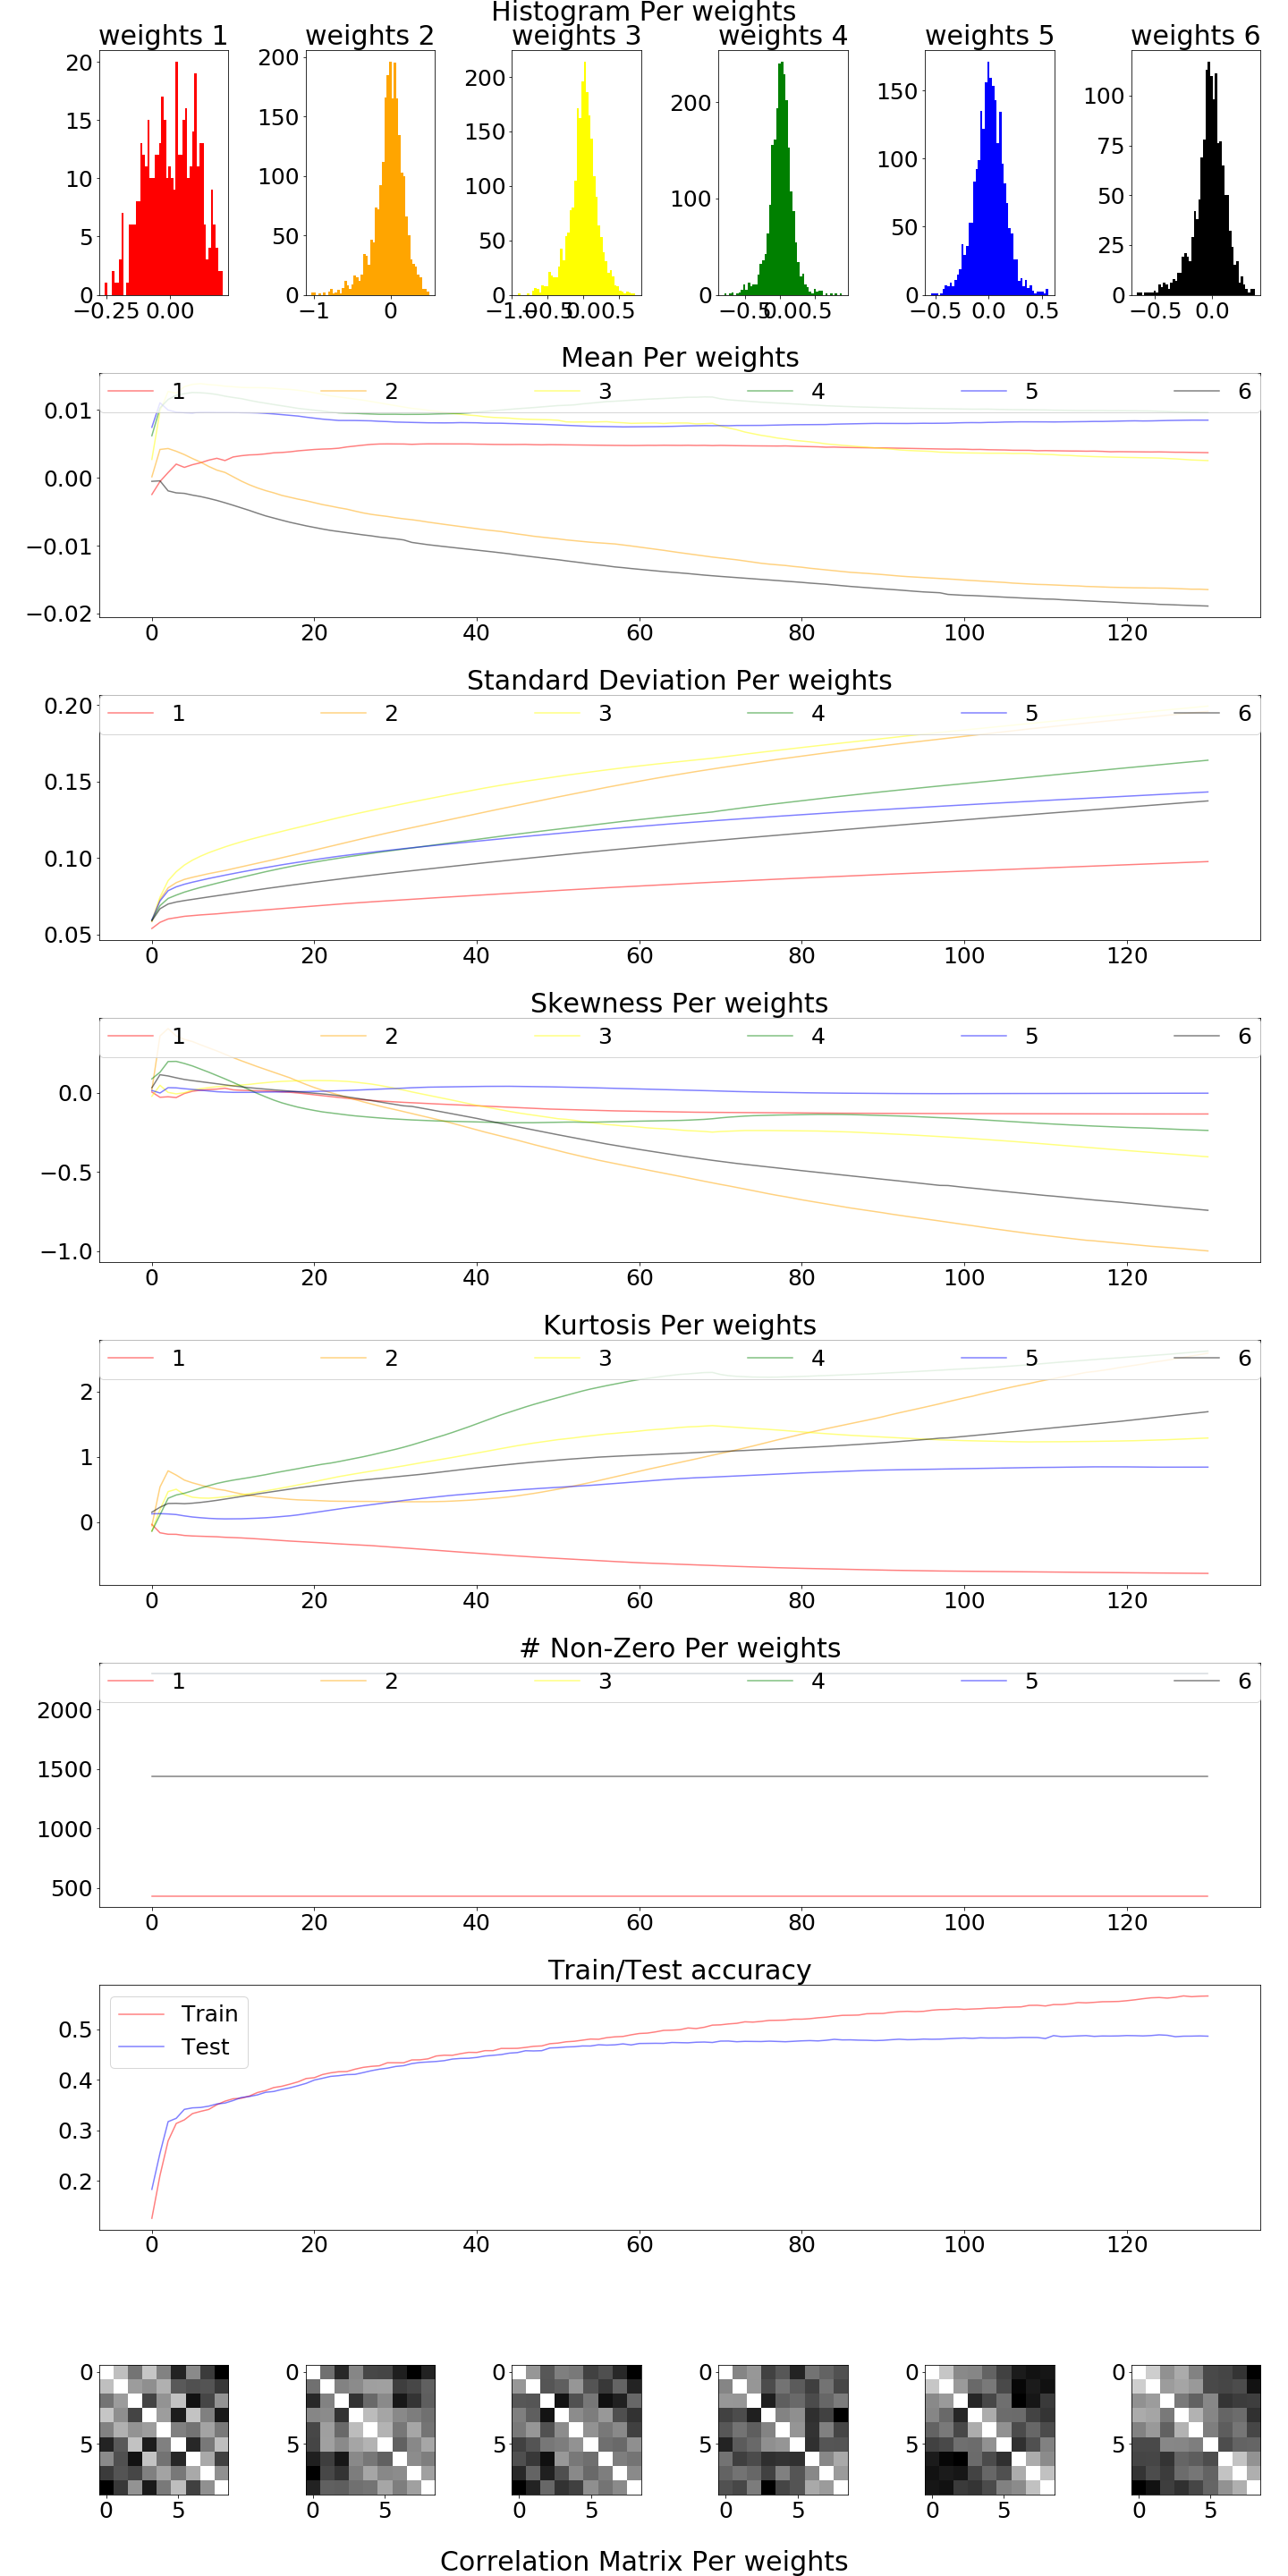 Histogram Per weights
weights 1 weights 2 weights 3 weights 4 weights 5 weights 6
20
15
10
5
0
−0.25 0.00
200
150
100
50
0
−1 0
200
150
100
50
0
−1.0 −0.5 0.0 0.5
200
100
0
−0.5 0.0 0.5
150
100
50
0
−0.5 0.0 0.5
100
75
50
25
0
−0.5 0.0
Mean Per weights
1 2 3 4 5 6
0.01
0.00
−0.01
−0.02
0 20 40 60 80 100 120
Standard Deviation Per weights
1 2 3 4 5 6
0.20
0.15
0.10
0.05
0 20 40 60 80 100 120
Skewness Per weights
1 2 3 4 5 6
0.0
−0.5
−1.0
0 20 40 60 80 100 120
Kurtosis Per weights
1 2 3 4 5 6
2
1
0
0 20 40 60 80 100 120
# Non-Zero Per weights
1 2 3 4 5 6
2000
1500
1000
500
0 20 40 60 80 100 120
Train/Test accuracy
Train
Test
0.5
0.4
0.3
0.2
0 20 40 60 80 100 120
0 0 0 0 0 0
5 5 5 5 5 5
0 5 0 5 0 5 0 5 0 5 0 5
Correlation Matrix Per weights